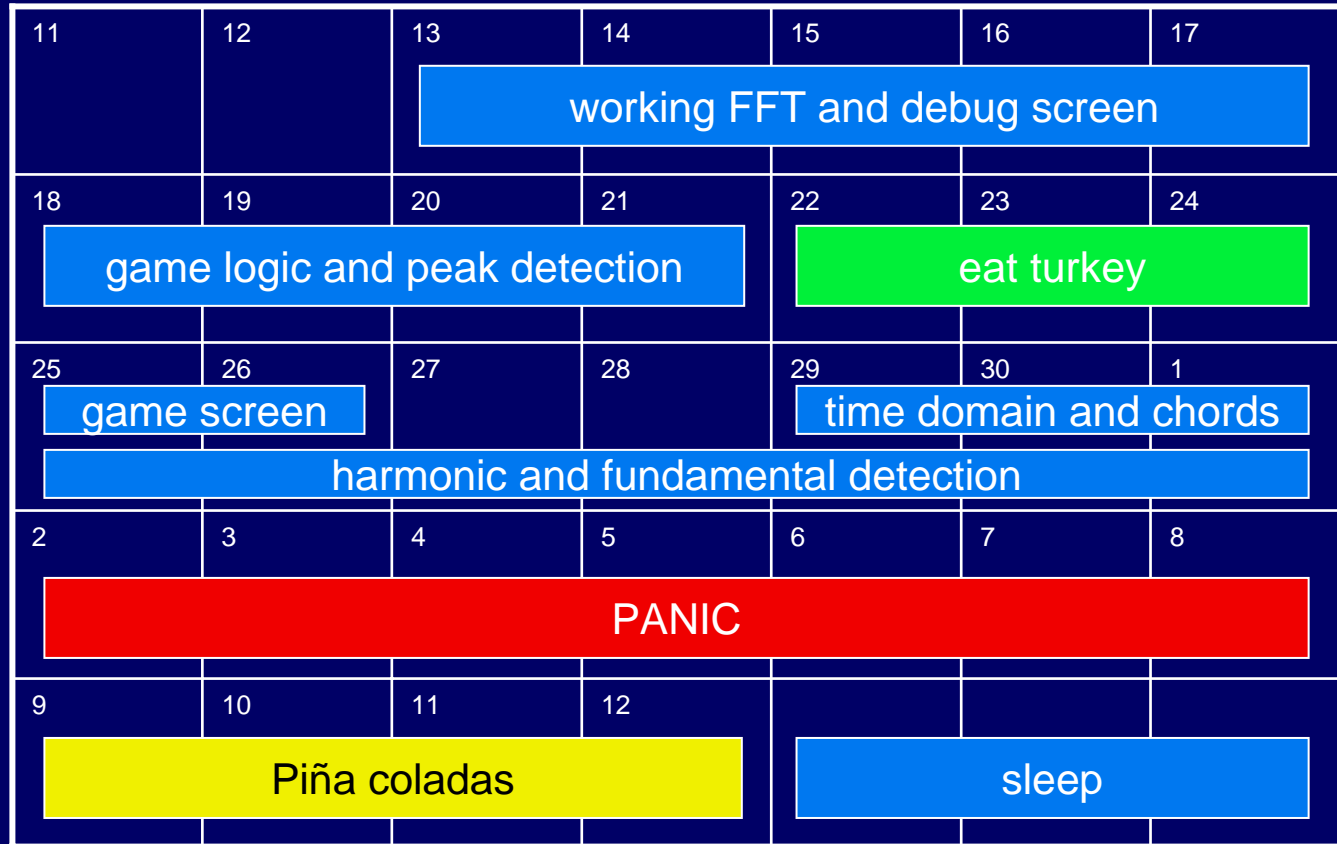 11 12 13 14 15 16 17
working FFT and debug screen
18 19 20 21 22 23 24
game logic and peak detection eat turkey
25 26 27 28 29 30 1
game screen time domain and chords
harmonic and fundamental detection
2 3 4 5 6 7 8
PANIC
9 10 11 12
Piña coladas sleep